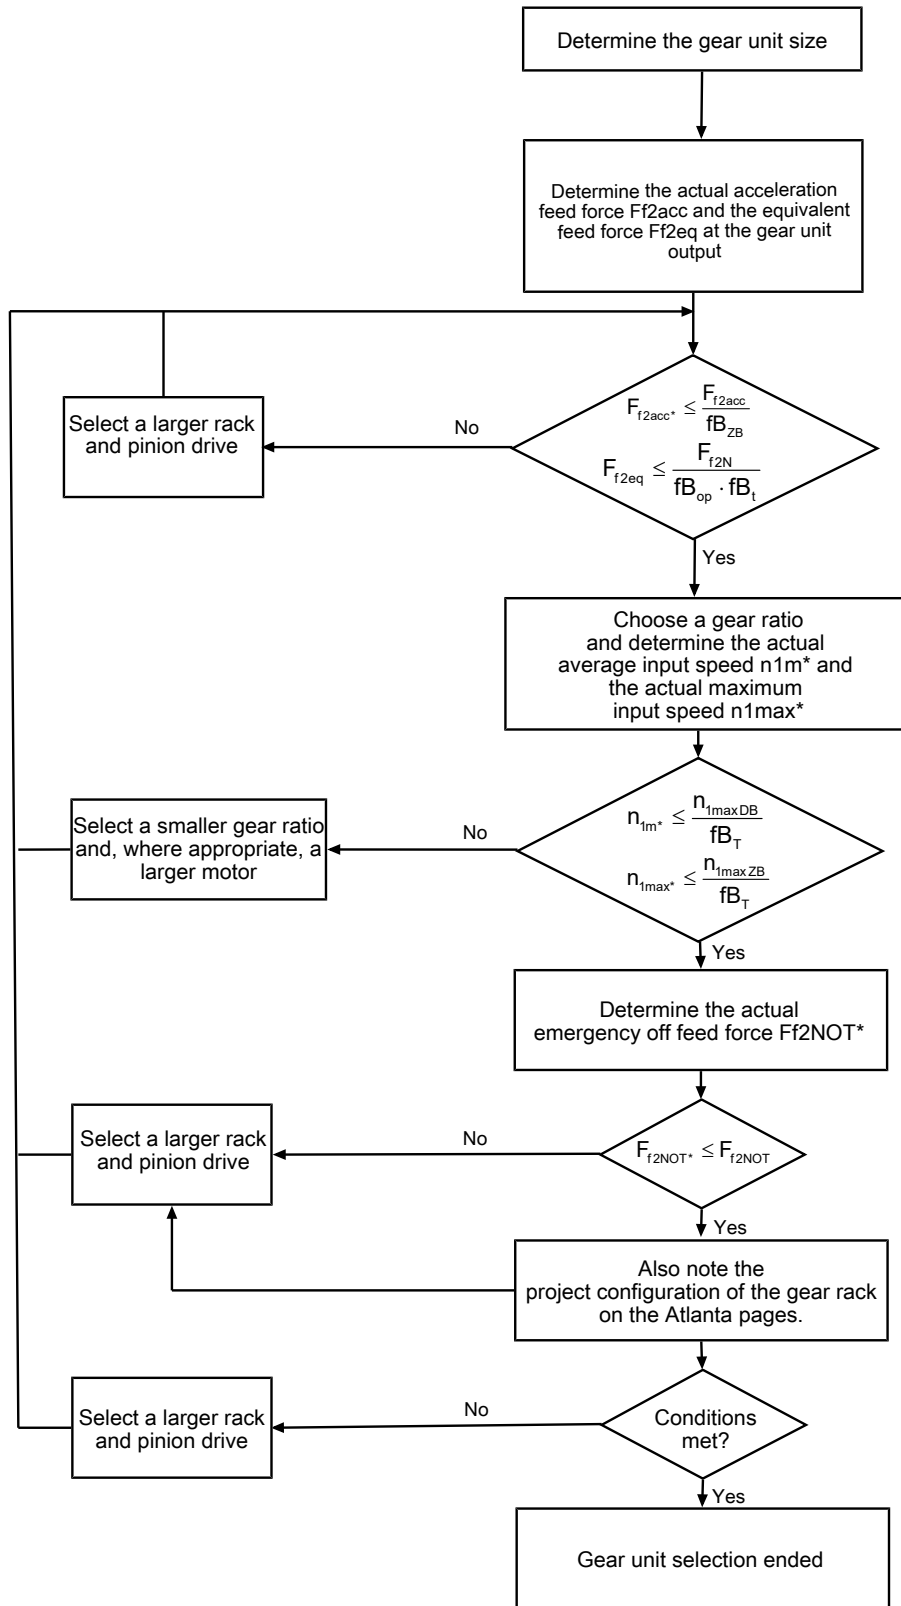 Determine the gear unit size
Determine the actual acceleration
feed force Ff2acc and the equivalent
feed force Ff2eq at the gear unit
output
F_f2acc* ≤ F_f2acc / fB_ZB
F_f2eq ≤ F_f2N / fB_op · fB_t
No
Select a larger rack
and pinion drive
Yes
Choose a gear ratio
and determine the actual
average input speed n1m* and
the actual maximum
input speed n1max*
n_1m* ≤ n_1maxDB / fB_T
n_1max* ≤ n_1maxZB / fB_T
No
Select a smaller gear ratio
and, where appropriate, a
larger motor
Yes
Determine the actual
emergency off feed force Ff2NOT*
F_f2NOT* ≤ F_f2NOT
No
Select a larger rack
and pinion drive
Yes
Also note the
project configuration of the gear rack
on the Atlanta pages.
Conditions
met?
No
Select a larger rack
and pinion drive
Yes
Gear unit selection ended